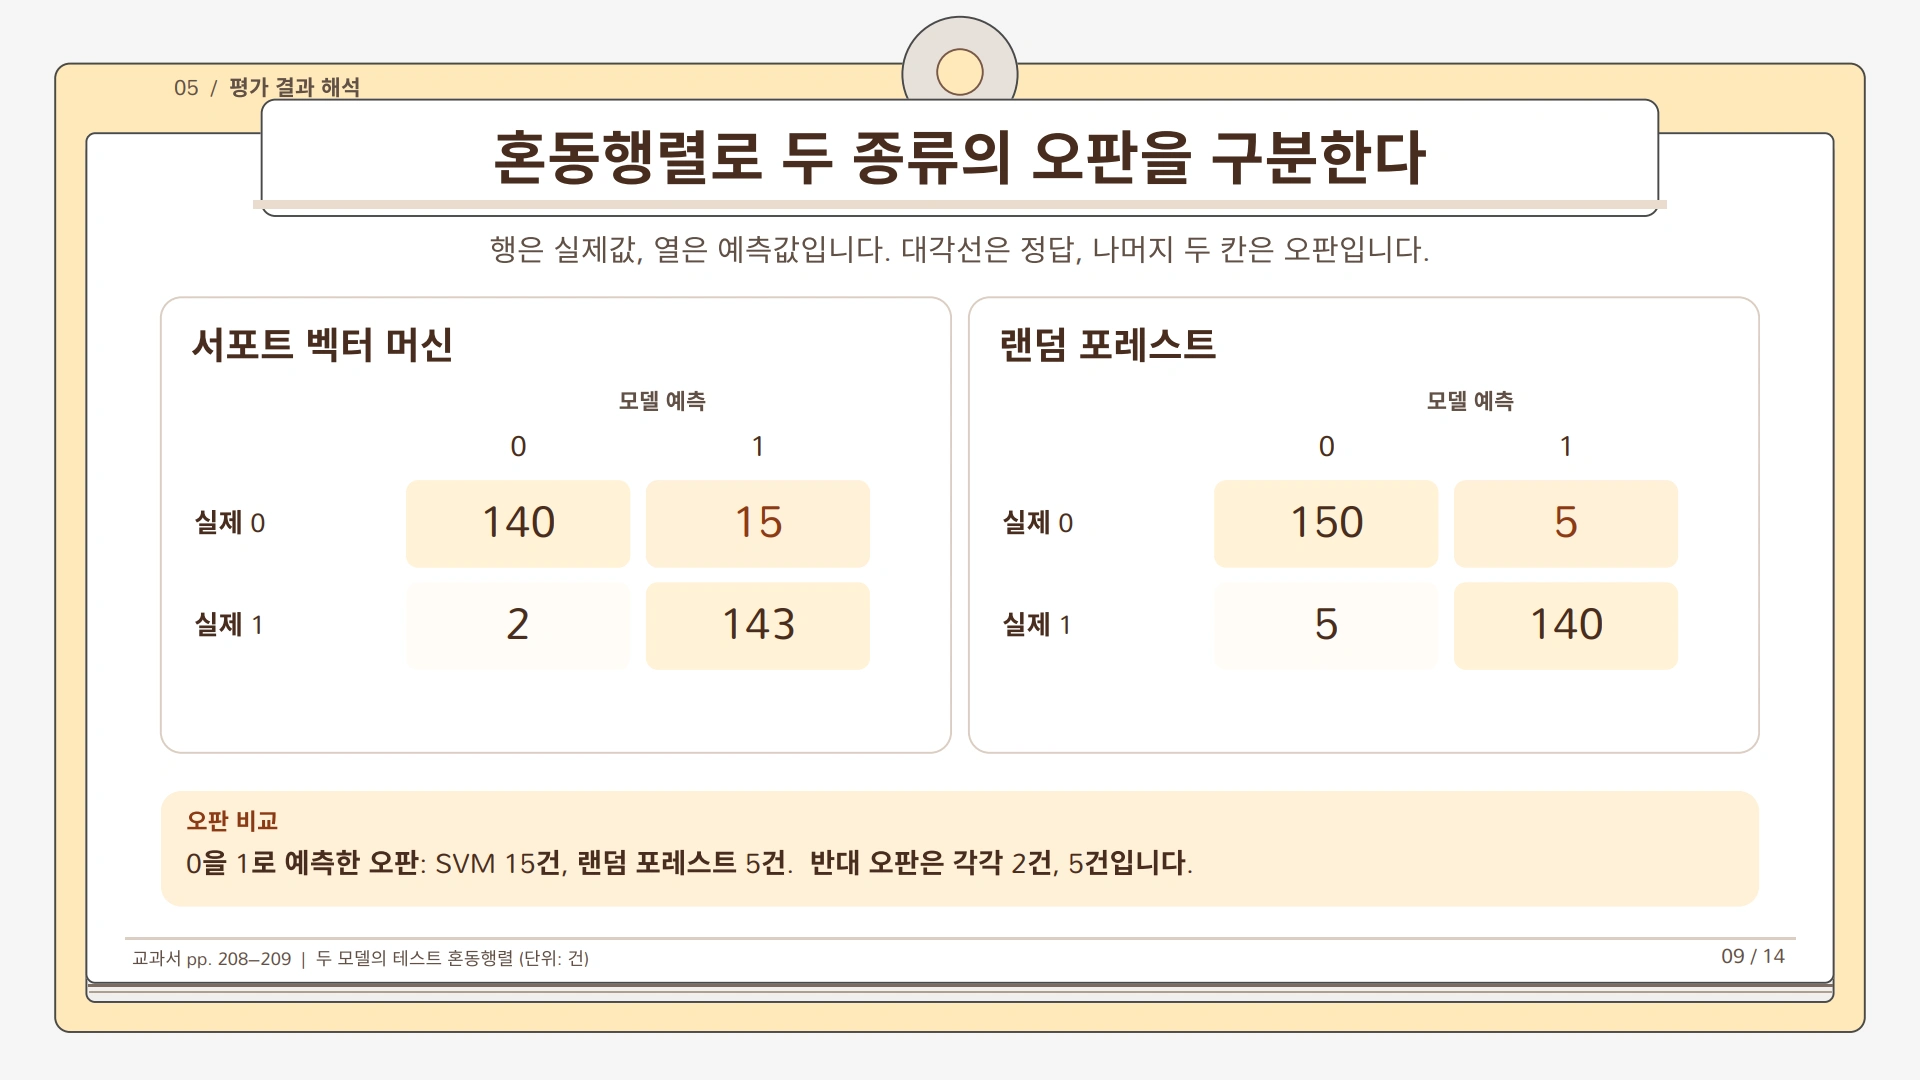 05 / 평가 결과 해석
혼동행렬로 두 종류의 오판을 구분한다
행은 실제값, 열은 예측값입니다. 대각선은 정답, 나머지 두 칸은 오판입니다.
서포트 벡터 머신
모델 예측
0 1
실제 0 140 15
실제 1 2 143
랜덤 포레스트
모델 예측
0 1
실제 0 150 5
실제 1 5 140
오판 비교
0을 1로 예측한 오판: SVM 15건, 랜덤 포레스트 5건. 반대 오판은 각각 2건, 5건입니다.
교과서 pp. 208–209 | 두 모델의 테스트 혼동행렬 (단위: 건)
09 / 14